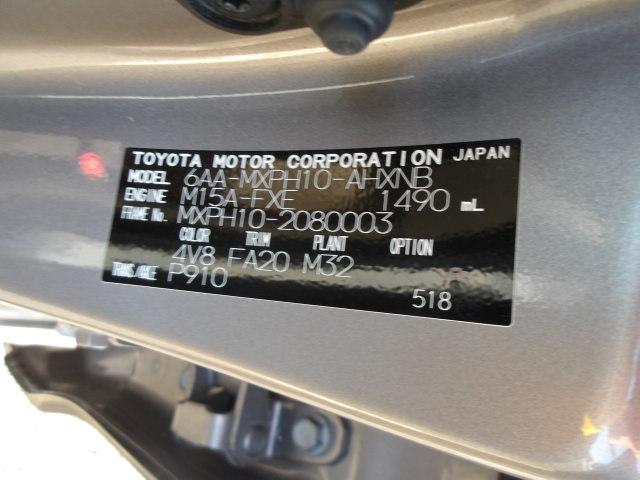 TOYOTA MOTOR CORPORATION JAPAN
MODEL 6AA-MXPH10-AHXNB
ENGINE M15A-FXE 1490 mL
FRAME No. MXPH10-2080003
COLOR TRIM PLANT OPTION
4V8 FA20 M32
TRANS/AXLE P910
518